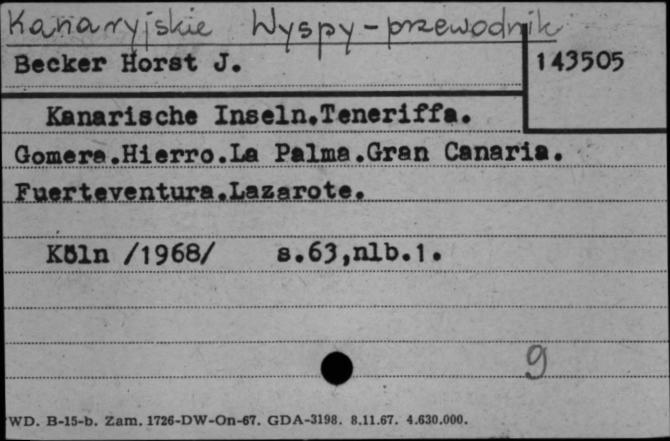 Kanaryjskie Wyspy - przewodnik
Becker Horst J.
143505
Kanarische Inseln.Teneriffa.
Gomera.Hierro.La Palma.Gran Canaria.
Fuerteventura.Lazarote.
Köln /1968/ s.63,nlb.1.
9
WD. B-15-b. Zam. 1726-DW-On-67. GDA-3198. 8.11.67. 4.630.000.